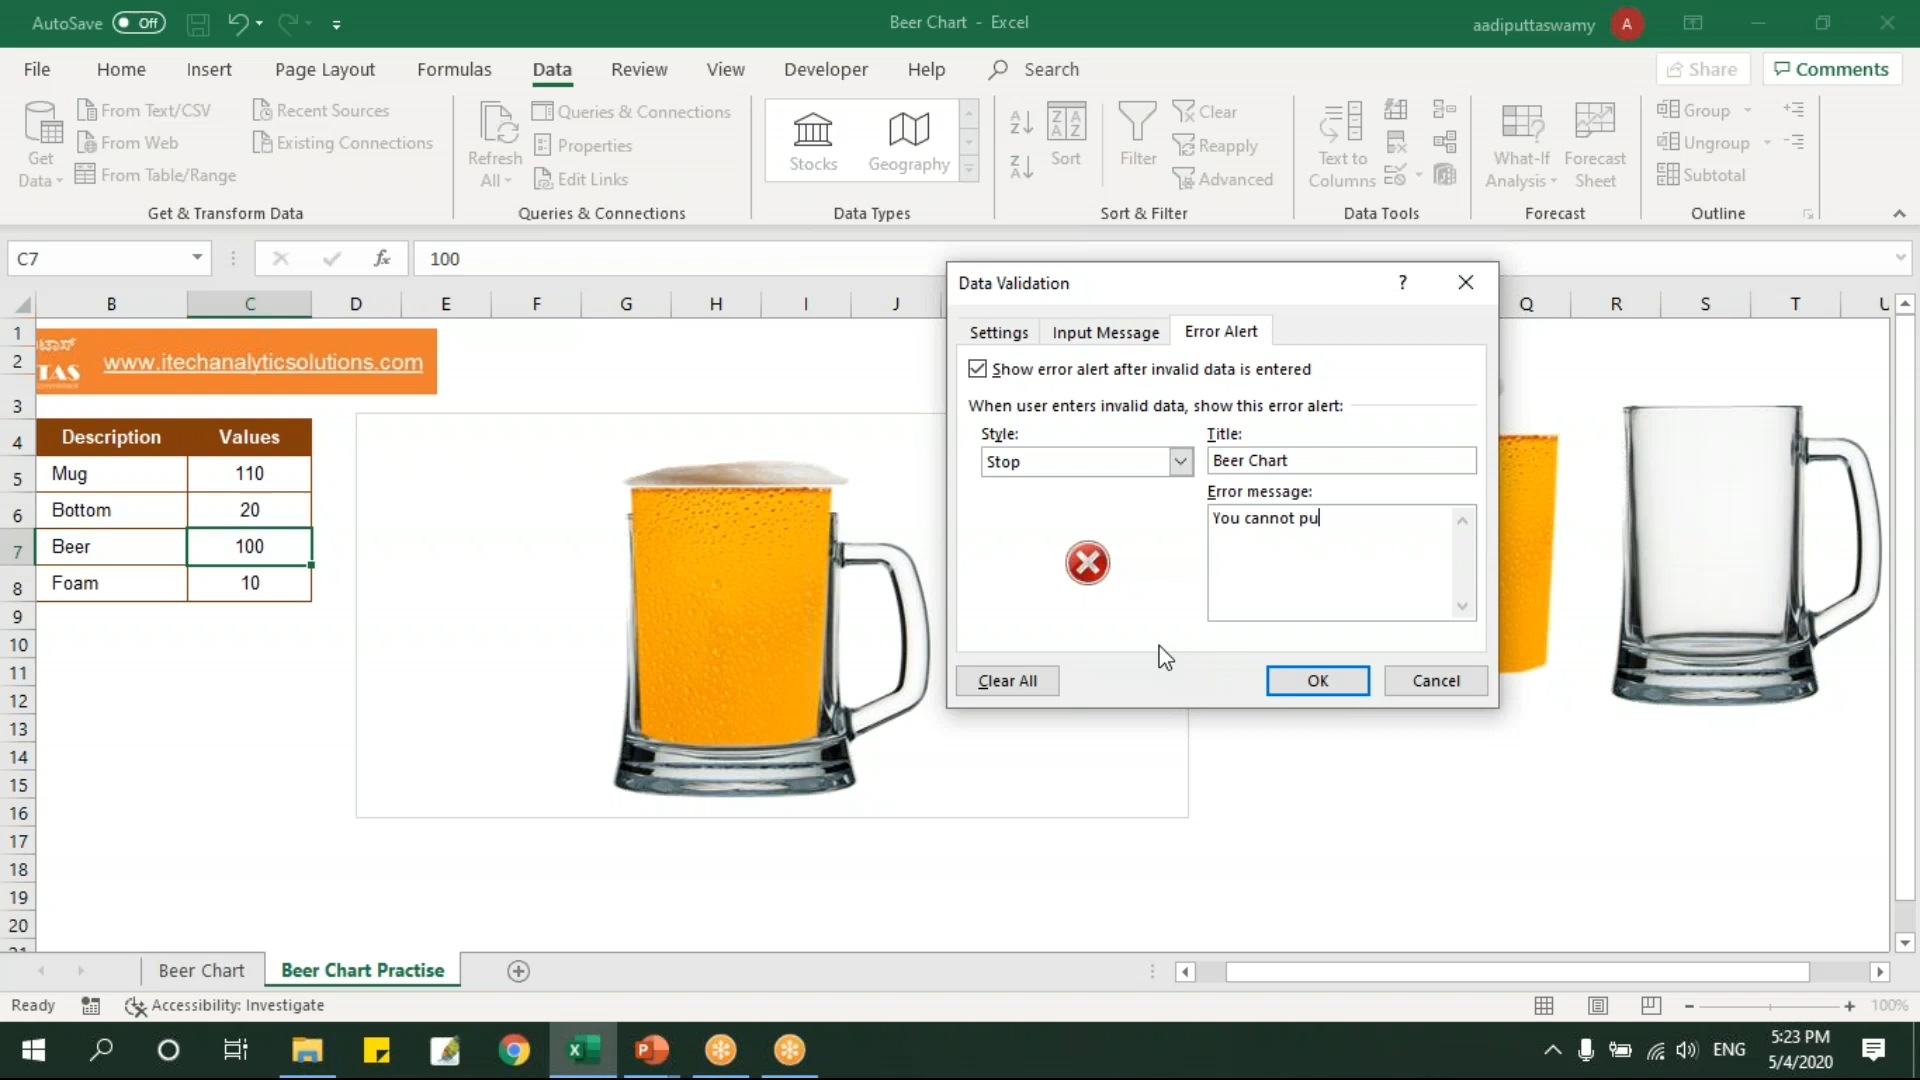 AutoSave Off
Beer Chart - Excel
aadiputtaswamy A
File Home Insert Page Layout Formulas Data Review View Developer Help Search
Share Comments
Get Data
From Text/CSV
From Web
From Table/Range
Recent Sources
Existing Connections
Get & Transform Data
Refresh All
Queries & Connections
Properties
Edit Links
Queries & Connections
Stocks
Geography
Data Types
Sort
Filter
Clear
Reapply
Advanced
Sort & Filter
Text to Columns
Data Tools
What-If Analysis
Forecast Sheet
Forecast
Group
Ungroup
Subtotal
Outline
C7
fx
100
B C D E F G H I J Q R S T U
1
2
3
4
5
6
7
8
9
10
11
12
13
14
15
16
17
18
19
20
21
TAS
www.itechanalyticsolutions.com
Description Values
Mug 110
Bottom 20
Beer 100
Foam 10
Data Validation
?
Settings Input Message Error Alert
Show error alert after invalid data is entered
When user enters invalid data, show this error alert:
Style:
Stop
Title:
Beer Chart
Error message:
You cannot pu
Clear All OK Cancel
Beer Chart Beer Chart Practise
Ready
Accessibility: Investigate
100%
ENG
5:23 PM
5/4/2020